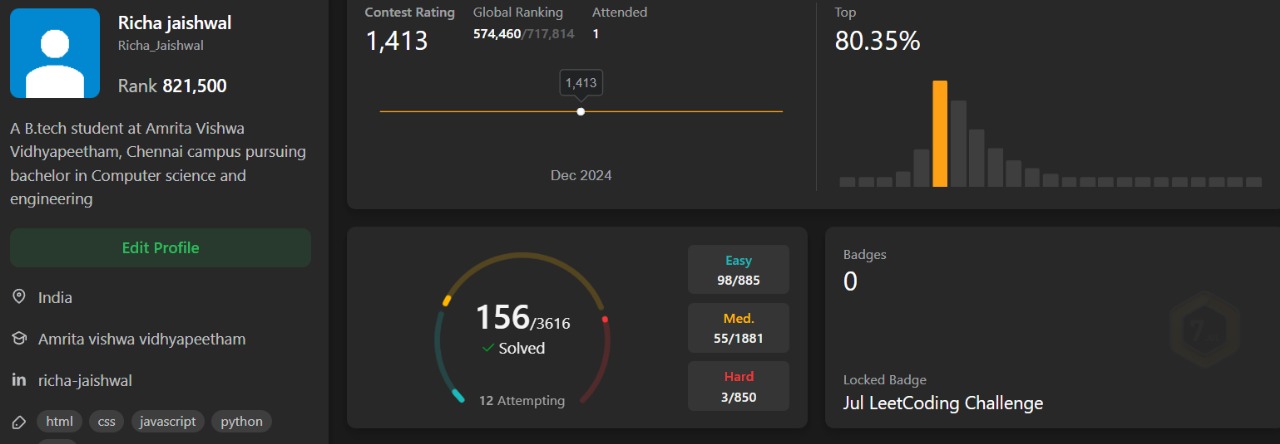 Richa jaishwal
Richa_Jaishwal
Rank 821,500
A B.tech student at Amrita Vishwa
Vidhyapeetham, Chennai campus pursuing
bachelor in Computer science and
engineering
Edit Profile
India
Amrita vishwa vidhyapeetham
in richa-jaishwal
html css javascript python
Contest Rating Global Ranking Attended
1,413 574,460/717,814 1
1,413
Dec 2024
Top
80.35%
156/3616
Solved
12 Attempting
Easy
98/885
Med.
55/1881
Hard
3/850
Badges
0
Locked Badge
Jul LeetCoding Challenge